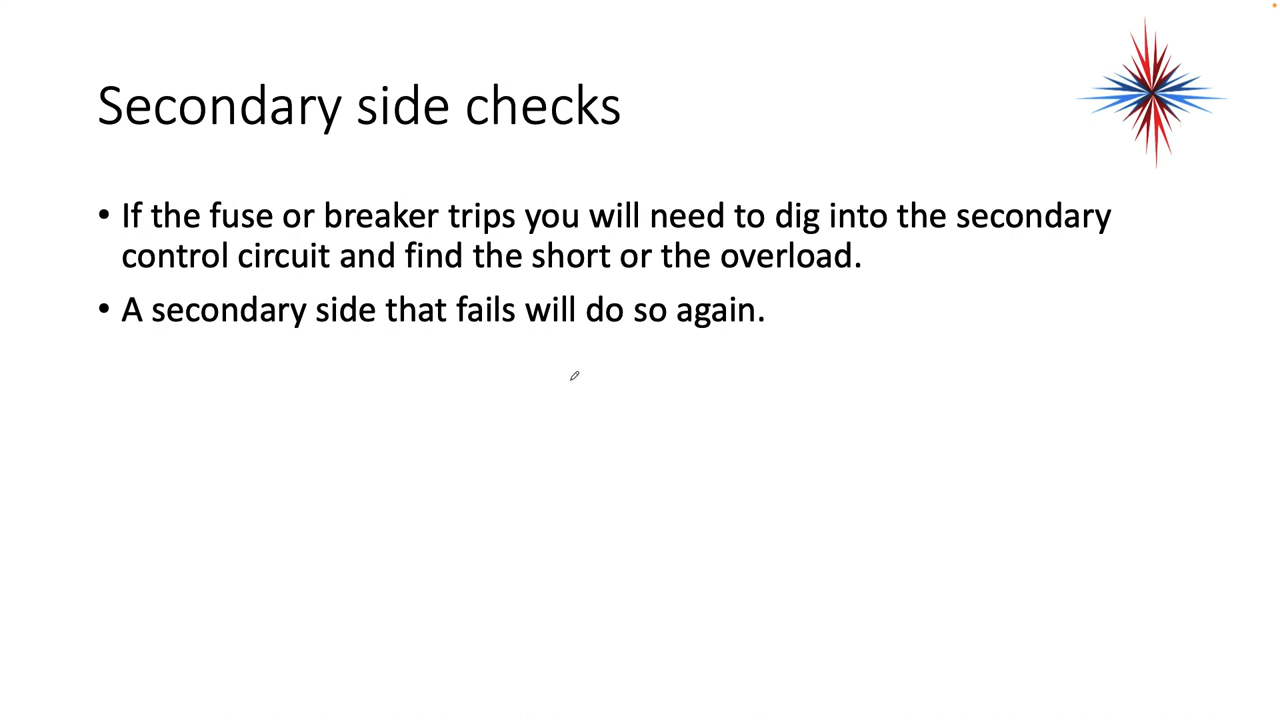 Secondary side checks
• If the fuse or breaker trips you will need to dig into the secondary
control circuit and find the short or the overload.
• A secondary side that fails will do so again.